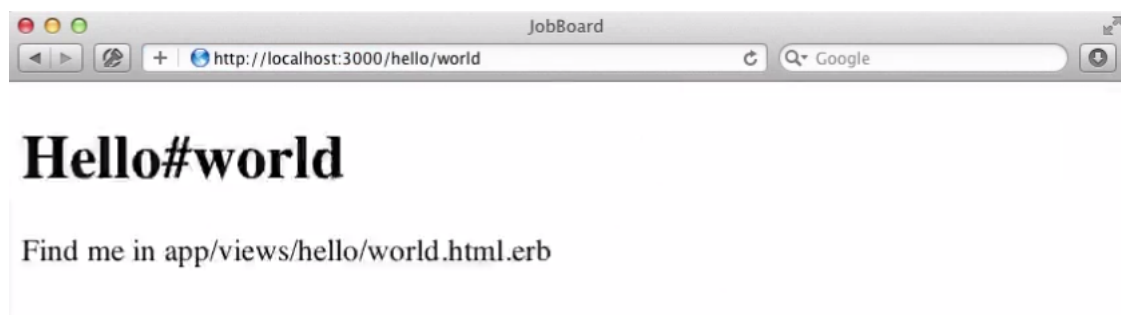 JobBoard
http://localhost:3000/hello/world
Google
Hello#world
Find me in app/views/hello/world.html.erb